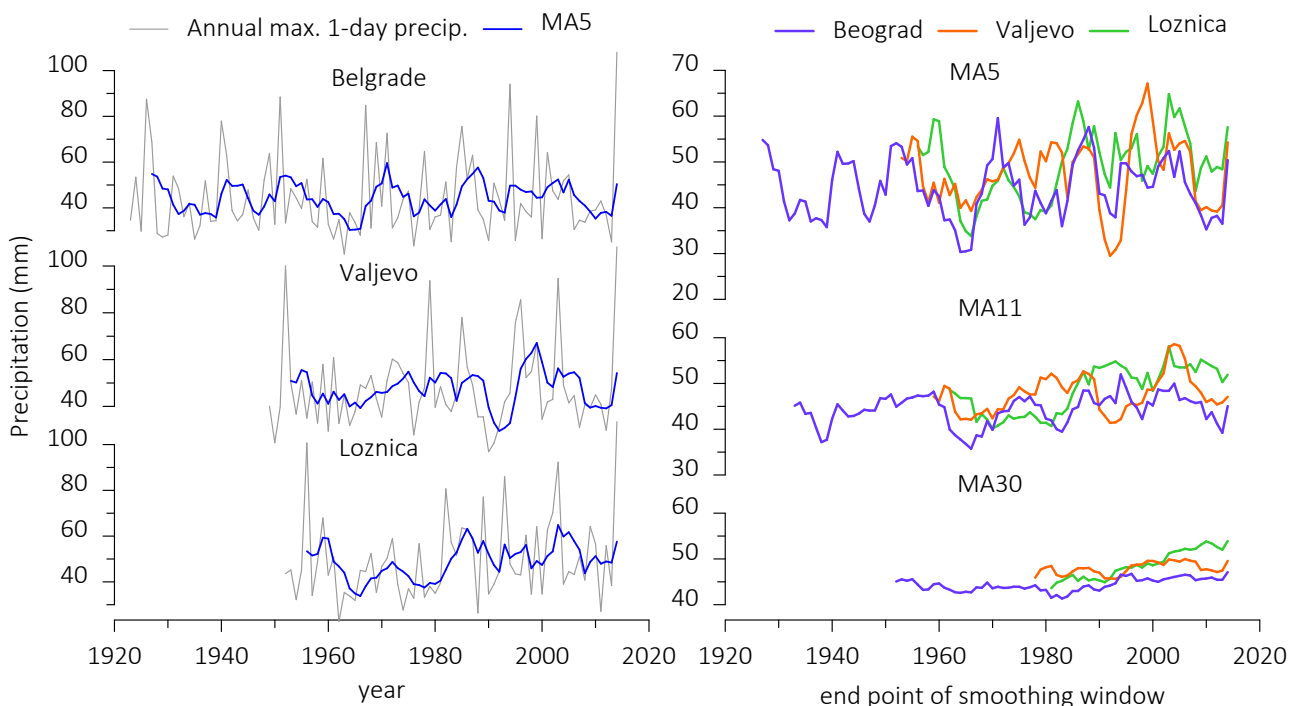 Annual max. 1-day precip. MA5
Beograd Valjevo Loznica
Precipitation (mm)
Belgrade
100
80
60
40
Valjevo
100
80
60
40
Loznica
100
80
60
40
1920 1940 1960 1980 2000 2020
year
MA5
70
60
50
40
30
20
MA11
60
50
40
30
MA30
60
50
40
1920 1940 1960 1980 2000 2020
end point of smoothing window